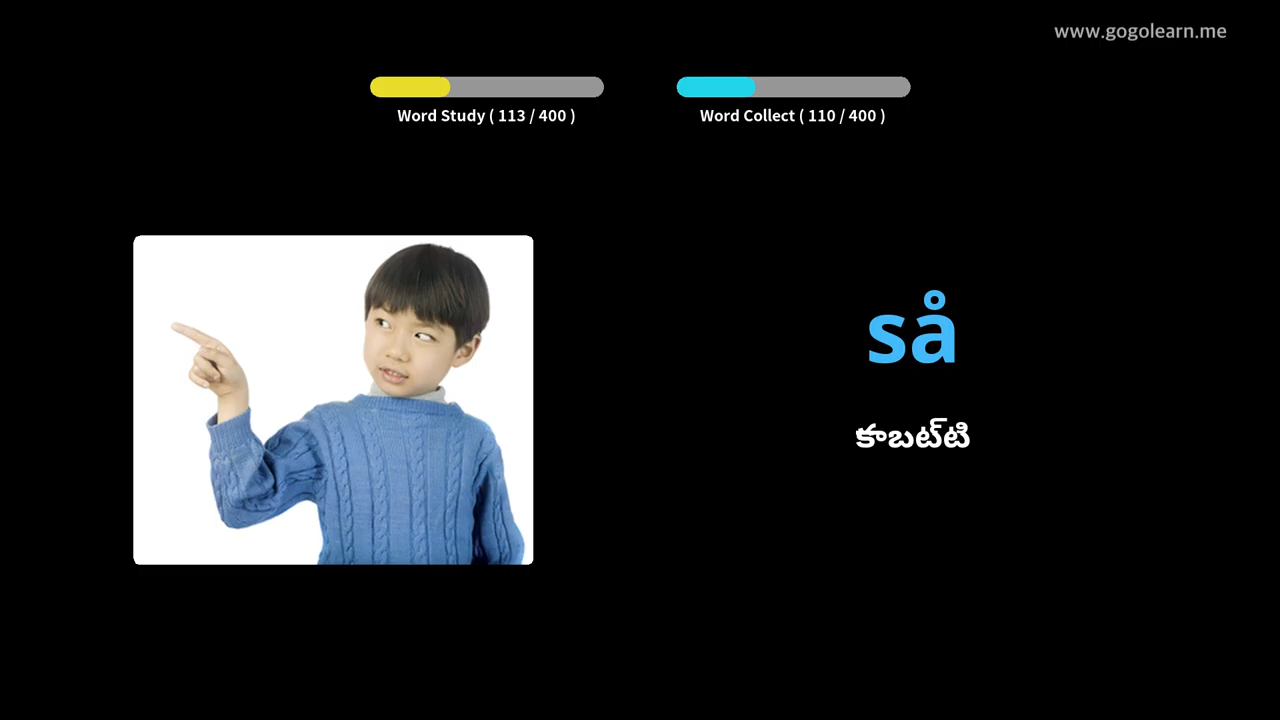 www.gogolearn.me
Word Study ( 113 / 400 )
Word Collect ( 110 / 400 )
så
కాబట్‌టి